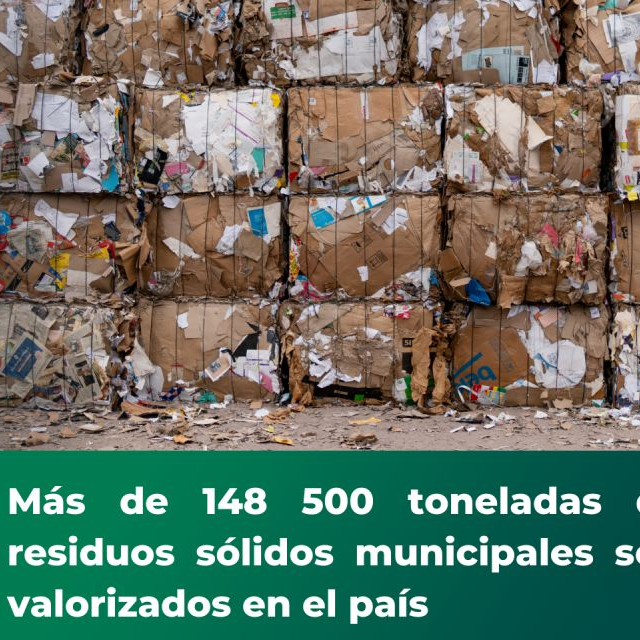 Más de 148 500 toneladas
residuos sólidos municipales
valorizados en el país